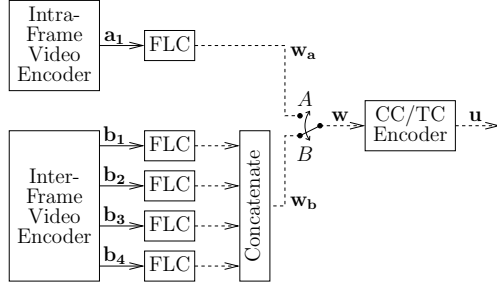 Intra-
Frame
Video
Encoder
a1
FLC
wa
A
B
w
CC/TC
Encoder
u
Inter-
Frame
Video
Encoder
b1
FLC
b2
FLC
b3
FLC
b4
FLC
Concatenate
wb